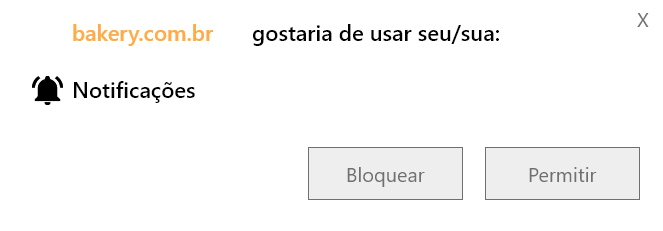 bakery.com.br gostaria de usar seu/sua:
X
Notificações
Bloquear Permitir